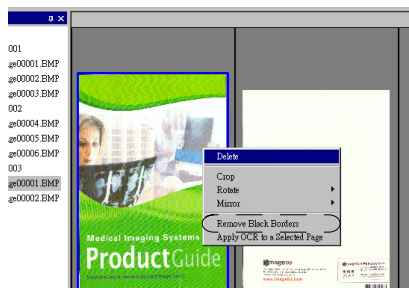 001
.ge00001.BMP
.ge00002.BMP
.ge00003.BMP
002
.ge00004.BMP
.ge00005.BMP
.ge00006.BMP
003
.ge00001.BMP
.ge00002.BMP
Medical Imaging Systems
ProductGuide
Delete
Crop
Rotate
Mirror
Remove Black Borders
Apply OCR to a Selected Page